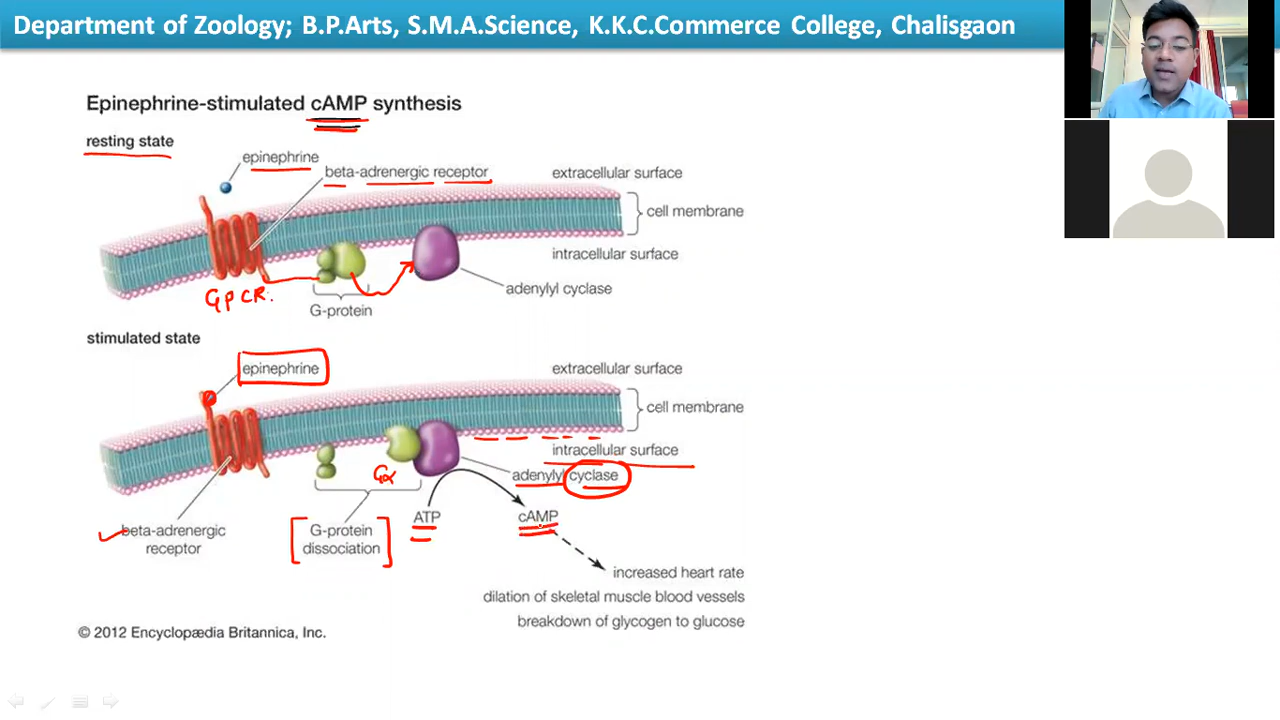 Department of Zoology; B.P.Arts, S.M.A.Science, K.K.C.Commerce College, Chalisgaon
Epinephrine-stimulated cAMP synthesis
resting state
epinephrine
beta-adrenergic receptor
extracellular surface
cell membrane
intracellular surface
adenylyl cyclase
GPCR.
G-protein
stimulated state
epinephrine
extracellular surface
cell membrane
intracellular surface
adenylyl cyclase
Gα
ATP
cAMP
beta-adrenergic
receptor
G-protein
dissociation
increased heart rate
dilation of skeletal muscle blood vessels
breakdown of glycogen to glucose
© 2012 Encyclopædia Britannica, Inc.